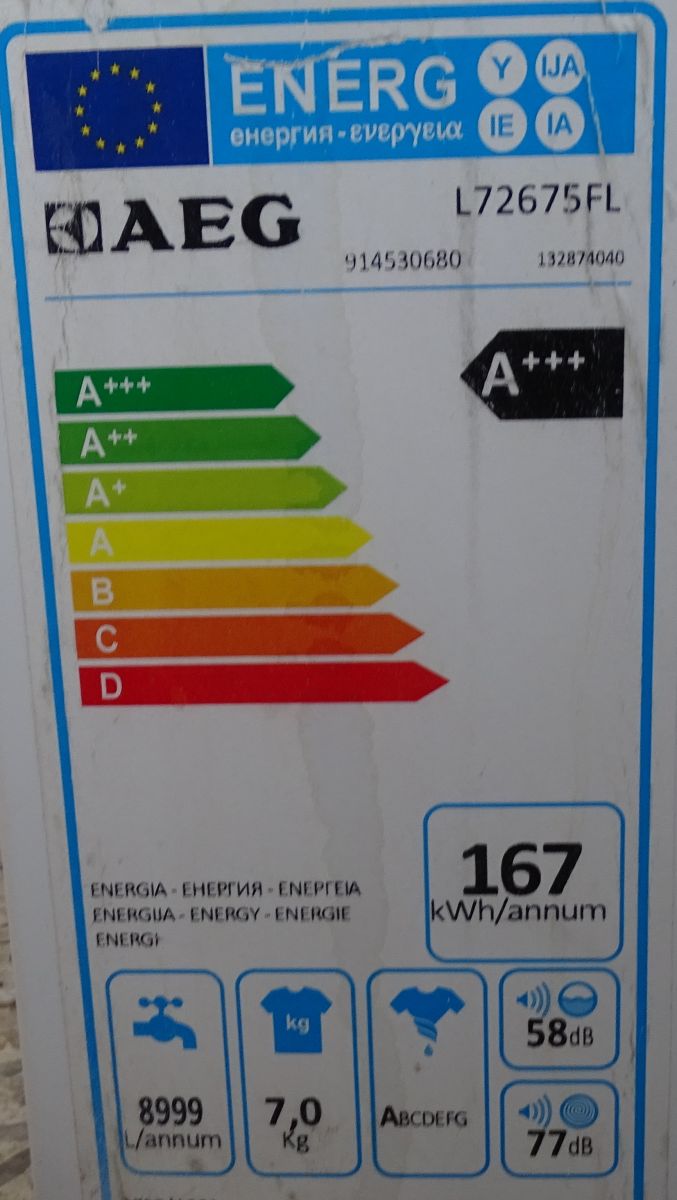 ENERG Y IJA
енергия - ενεργεια IE IA
AEG L72675FL
914530680 132874040
A+++ A+++
A++
A+
A
B
C
D
167
kWh/annum
ENERGIA - ЕНЕРГИЯ - ΕΝΕΡΓΕΙΑ
ENERGIJA - ENERGY - ENERGIE
ENERGI
kg
58dB
8999
L/annum
7,0
Kg
ABCDEFG
77dB